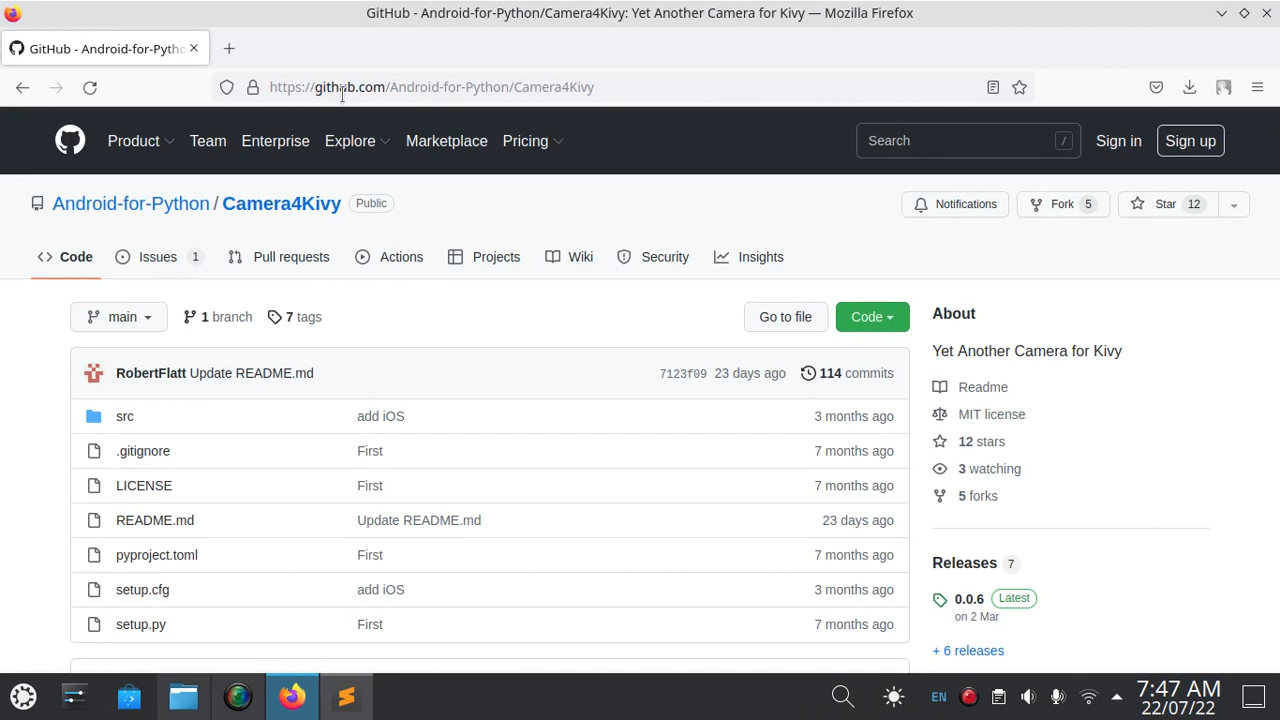 GitHub - Android-for-Python/Camera4Kivy: Yet Another Camera for Kivy — Mozilla Firefox
GitHub - Android-for-Pytho
https://github.com/Android-for-Python/Camera4Kivy
Product Team Enterprise Explore Marketplace Pricing Search / Sign in Sign up
Android-for-Python / Camera4Kivy Public Notifications Fork 5 Star 12
Code Issues 1 Pull requests Actions Projects Wiki Security Insights
main 1 branch 7 tags Go to file Code
RobertFlatt Update README.md 7123f09 23 days ago 114 commits
src add iOS 3 months ago
.gitignore First 7 months ago
LICENSE First 7 months ago
README.md Update README.md 23 days ago
pyproject.toml First 7 months ago
setup.cfg add iOS 3 months ago
setup.py First 7 months ago
About
Yet Another Camera for Kivy
Readme
MIT license
12 stars
3 watching
5 forks
Releases 7
0.0.6 Latest
on 2 Mar
+ 6 releases
EN
7:47 AM
22/07/22